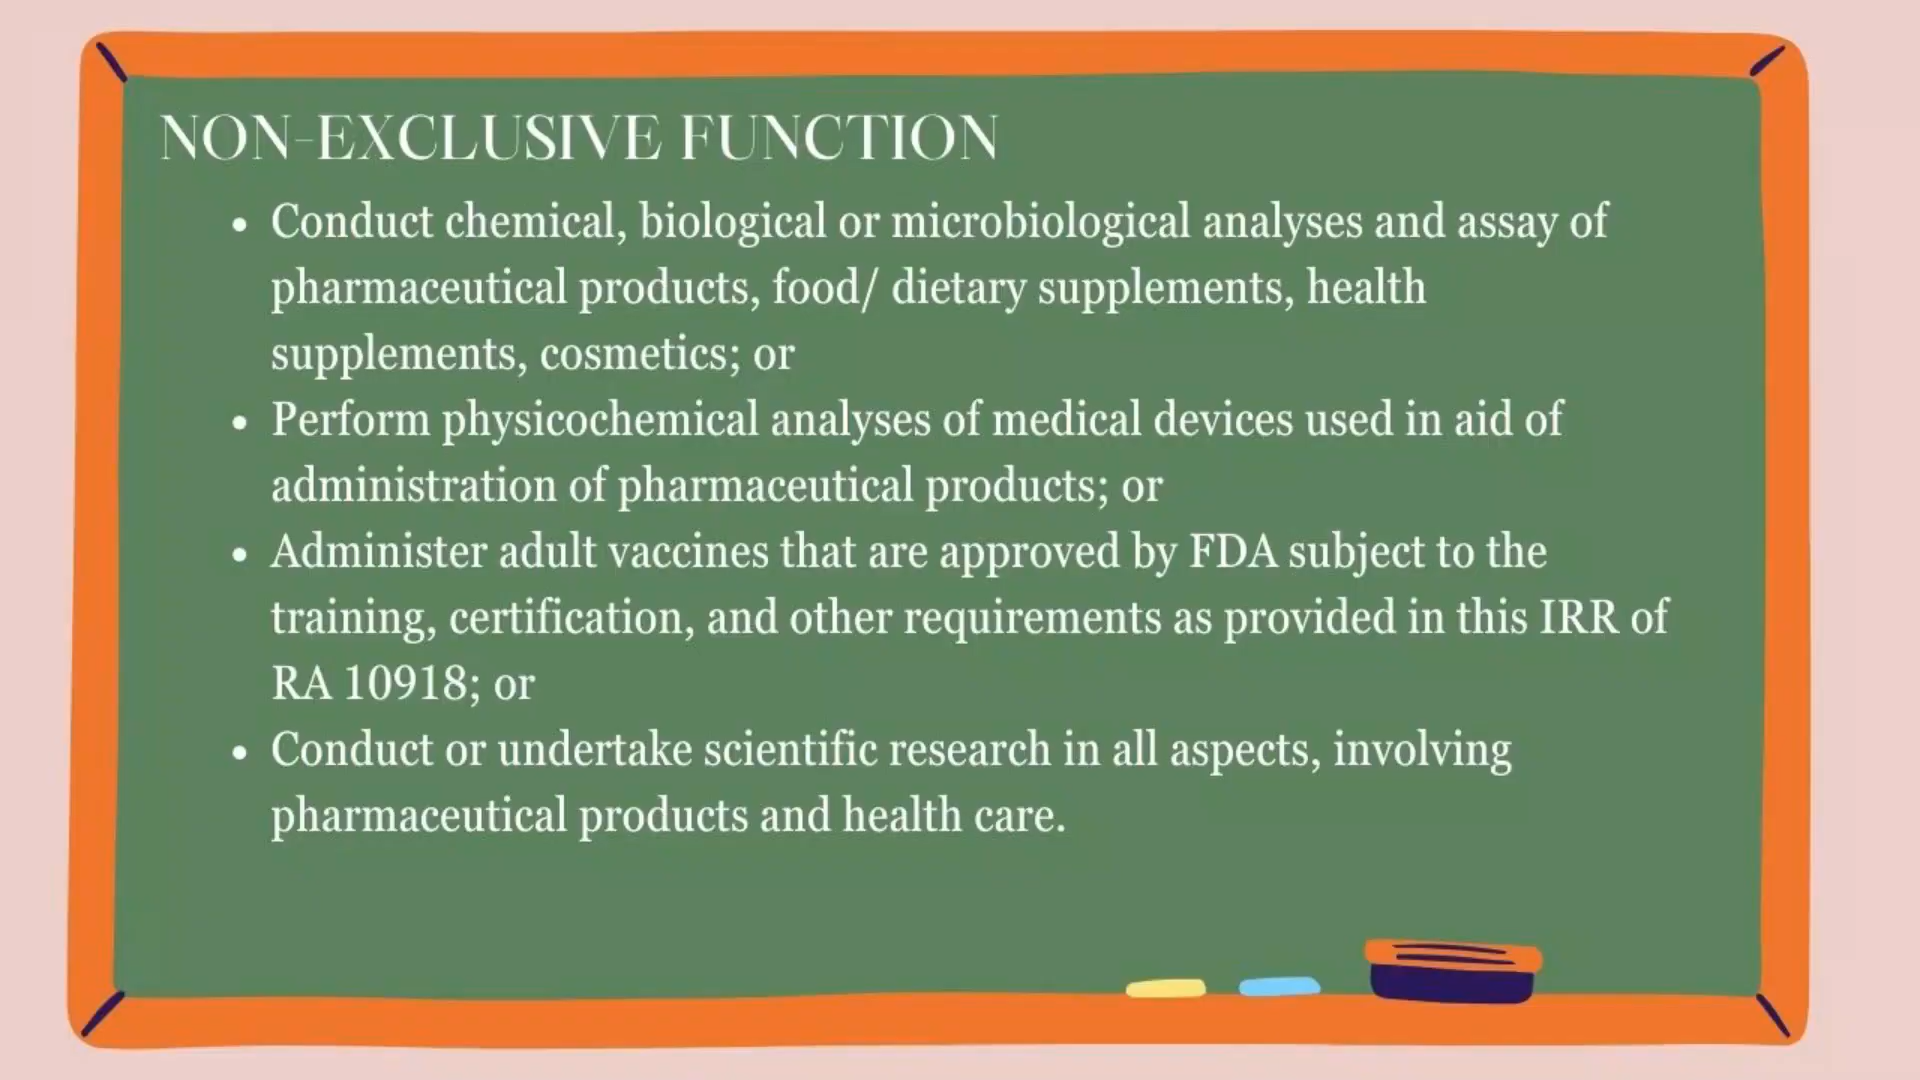 NON-EXCLUSIVE FUNCTION
• Conduct chemical, biological or microbiological analyses and assay of
pharmaceutical products, food/ dietary supplements, health
supplements, cosmetics; or
• Perform physicochemical analyses of medical devices used in aid of
administration of pharmaceutical products; or
• Administer adult vaccines that are approved by FDA subject to the
training, certification, and other requirements as provided in this IRR of
RA 10918; or
• Conduct or undertake scientific research in all aspects, involving
pharmaceutical products and health care.